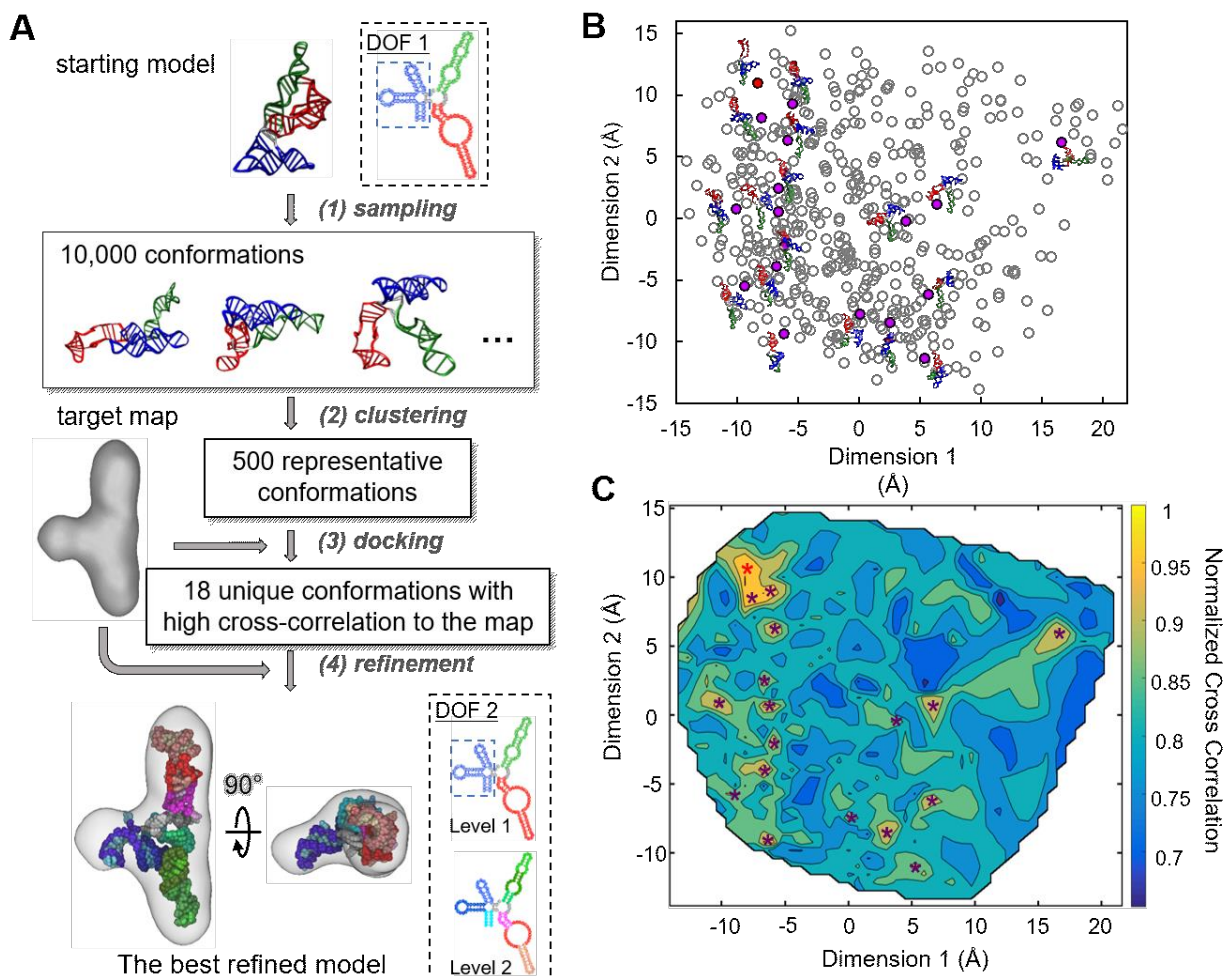 A
starting model
DOF 1
(1) sampling
10,000 conformations
...
target map
(2) clustering
500 representative
conformations
(3) docking
18 unique conformations with
high cross-correlation to the map
(4) refinement
90°
DOF 2
Level 1
Level 2
The best refined model
B
15
10
5
0
-5
-10
-15
Dimension 2 (Å)
-15
-10
-5
0
5
10
15
20
Dimension 1
(Å)
C
15
10
5
0
-5
-10
Dimension 2 (Å)
-10
-5
0
5
10
15
20
Dimension 1 (Å)
1
0.95
0.9
0.85
0.8
0.75
0.7
Normalized Cross Correlation